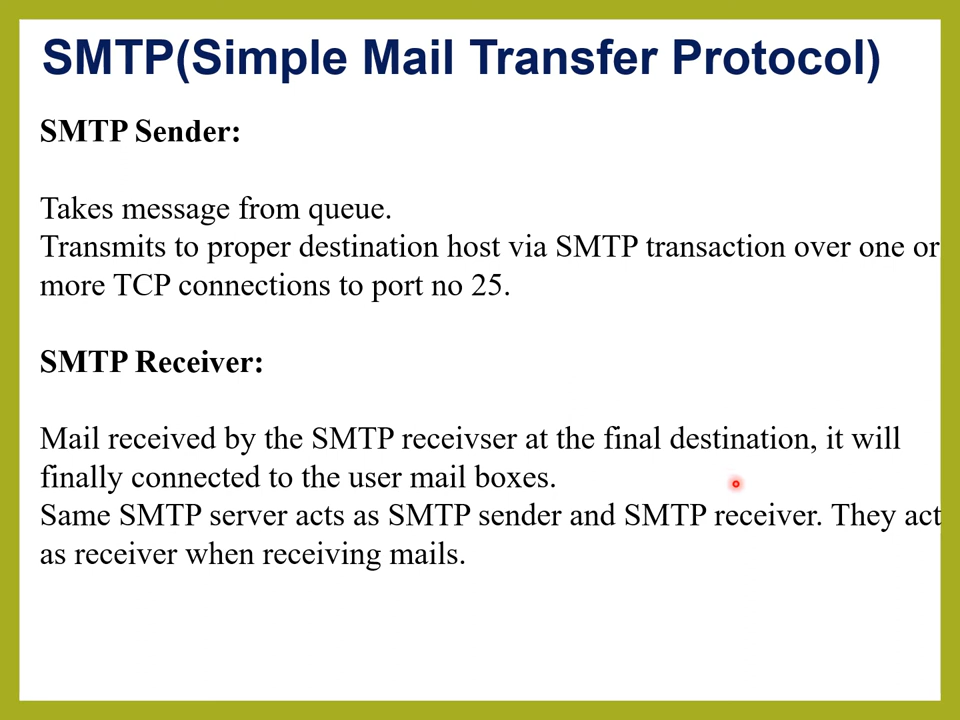 SMTP(Simple Mail Transfer Protocol)
SMTP Sender:
Takes message from queue.
Transmits to proper destination host via SMTP transaction over one or
more TCP connections to port no 25.
SMTP Receiver:
Mail received by the SMTP receivser at the final destination, it will
finally connected to the user mail boxes.
Same SMTP server acts as SMTP sender and SMTP receiver. They act
as receiver when receiving mails.